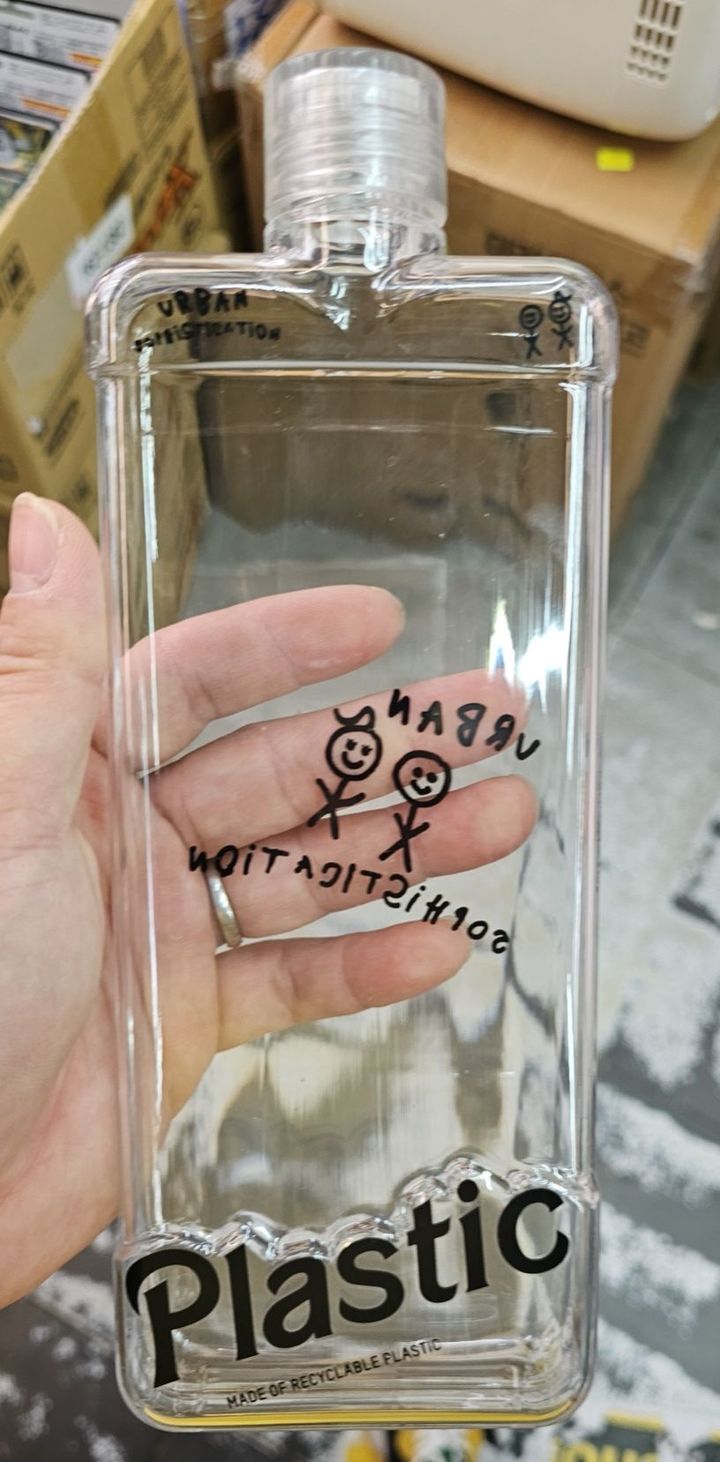 URBAN
SOPHISTICATION
URBAN
SOPHISTICATION
Plastic
MADE OF RECYCLABLE PLASTIC